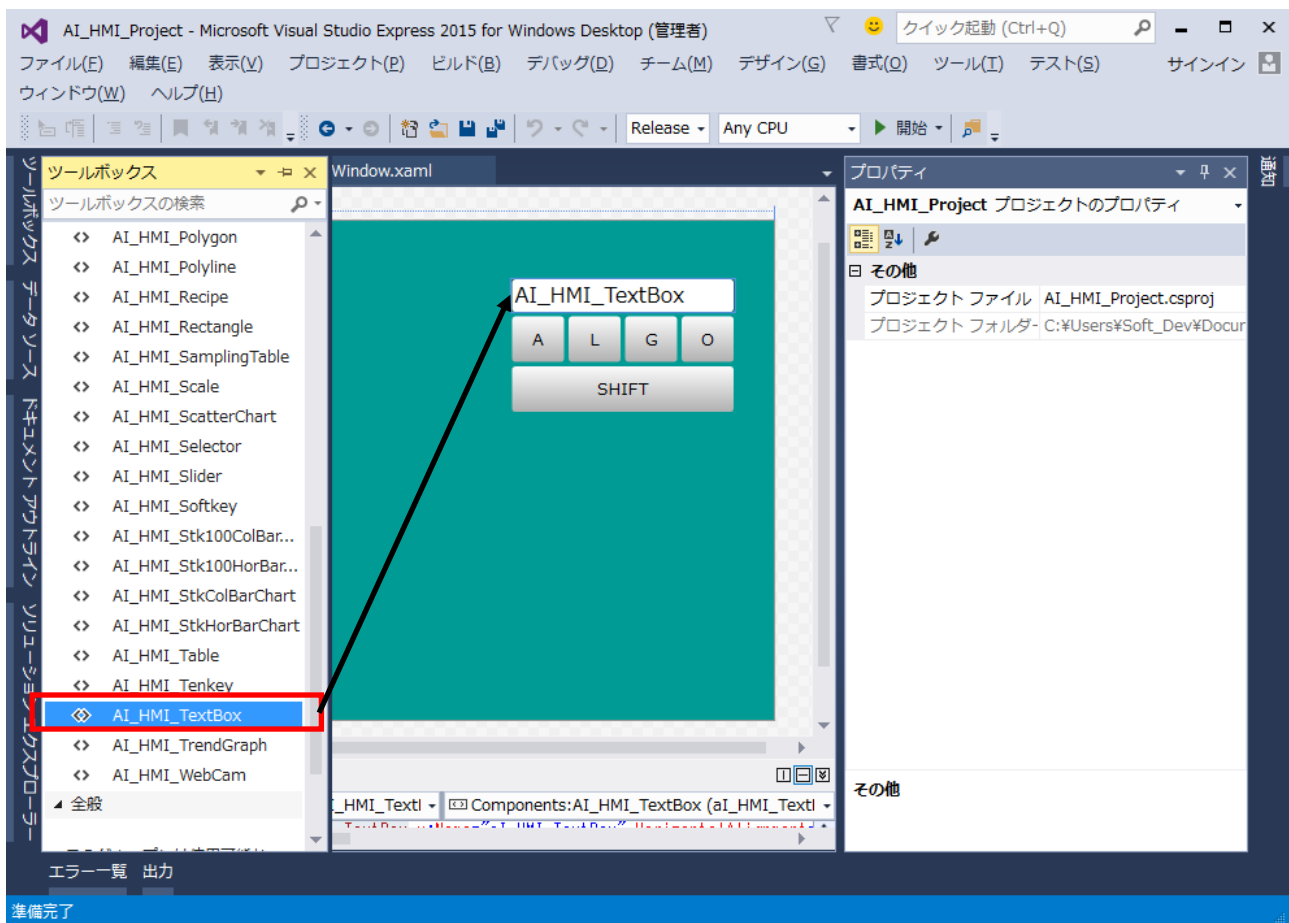 AI_HMI_Project - Microsoft Visual Studio Express 2015 for Windows Desktop (管理者)
クイック起動 (Ctrl+Q)
ファイル(F) 編集(E) 表示(V) プロジェクト(P) ビルド(B) デバッグ(D) チーム(M) デザイン(G) 書式(O) ツール(T) テスト(S) サインイン
ウィンドウ(W) ヘルプ(H)
Release Any CPU 開始
ツールボックス
データ ソース
ドキュメント アウトライン
ソリューション エクスプローラー
ツールボックス
ツールボックスの検索
AI_HMI_Polygon
AI_HMI_Polyline
AI_HMI_Recipe
AI_HMI_Rectangle
AI_HMI_SamplingTable
AI_HMI_Scale
AI_HMI_ScatterChart
AI_HMI_Selector
AI_HMI_Slider
AI_HMI_Softkey
AI_HMI_Stk100ColBar...
AI_HMI_Stk100HorBar...
AI_HMI_StkColBarChart
AI_HMI_StkHorBarChart
AI_HMI_Table
AI_HMI_Tenkey
AI_HMI_TextBox
AI_HMI_TrendGraph
AI_HMI_WebCam
全般
Window.xaml
AI_HMI_TextBox
A L G O
SHIFT
_HMI_TextI Components:AI_HMI_TextBox (aI_HMI_TextI
プロパティ
AI_HMI_Project プロジェクトのプロパティ
その他
プロジェクト ファイル AI_HMI_Project.csproj
プロジェクト フォルダー C:¥Users¥Soft_Dev¥Docur
その他
通知
エラー一覧 出力
準備完了